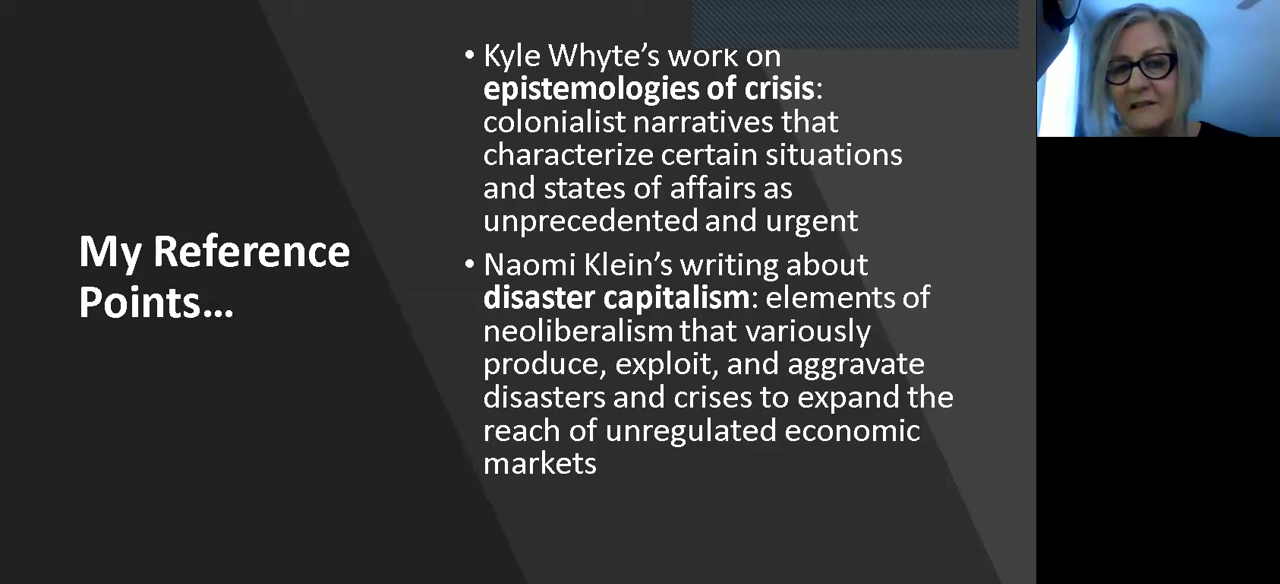 My Reference
Points...
• Kyle Whyte's work on
epistemologies of crisis:
colonialist narratives that
characterize certain situations
and states of affairs as
unprecedented and urgent
• Naomi Klein's writing about
disaster capitalism: elements of
neoliberalism that variously
produce, exploit, and aggravate
disasters and crises to expand the
reach of unregulated economic
markets